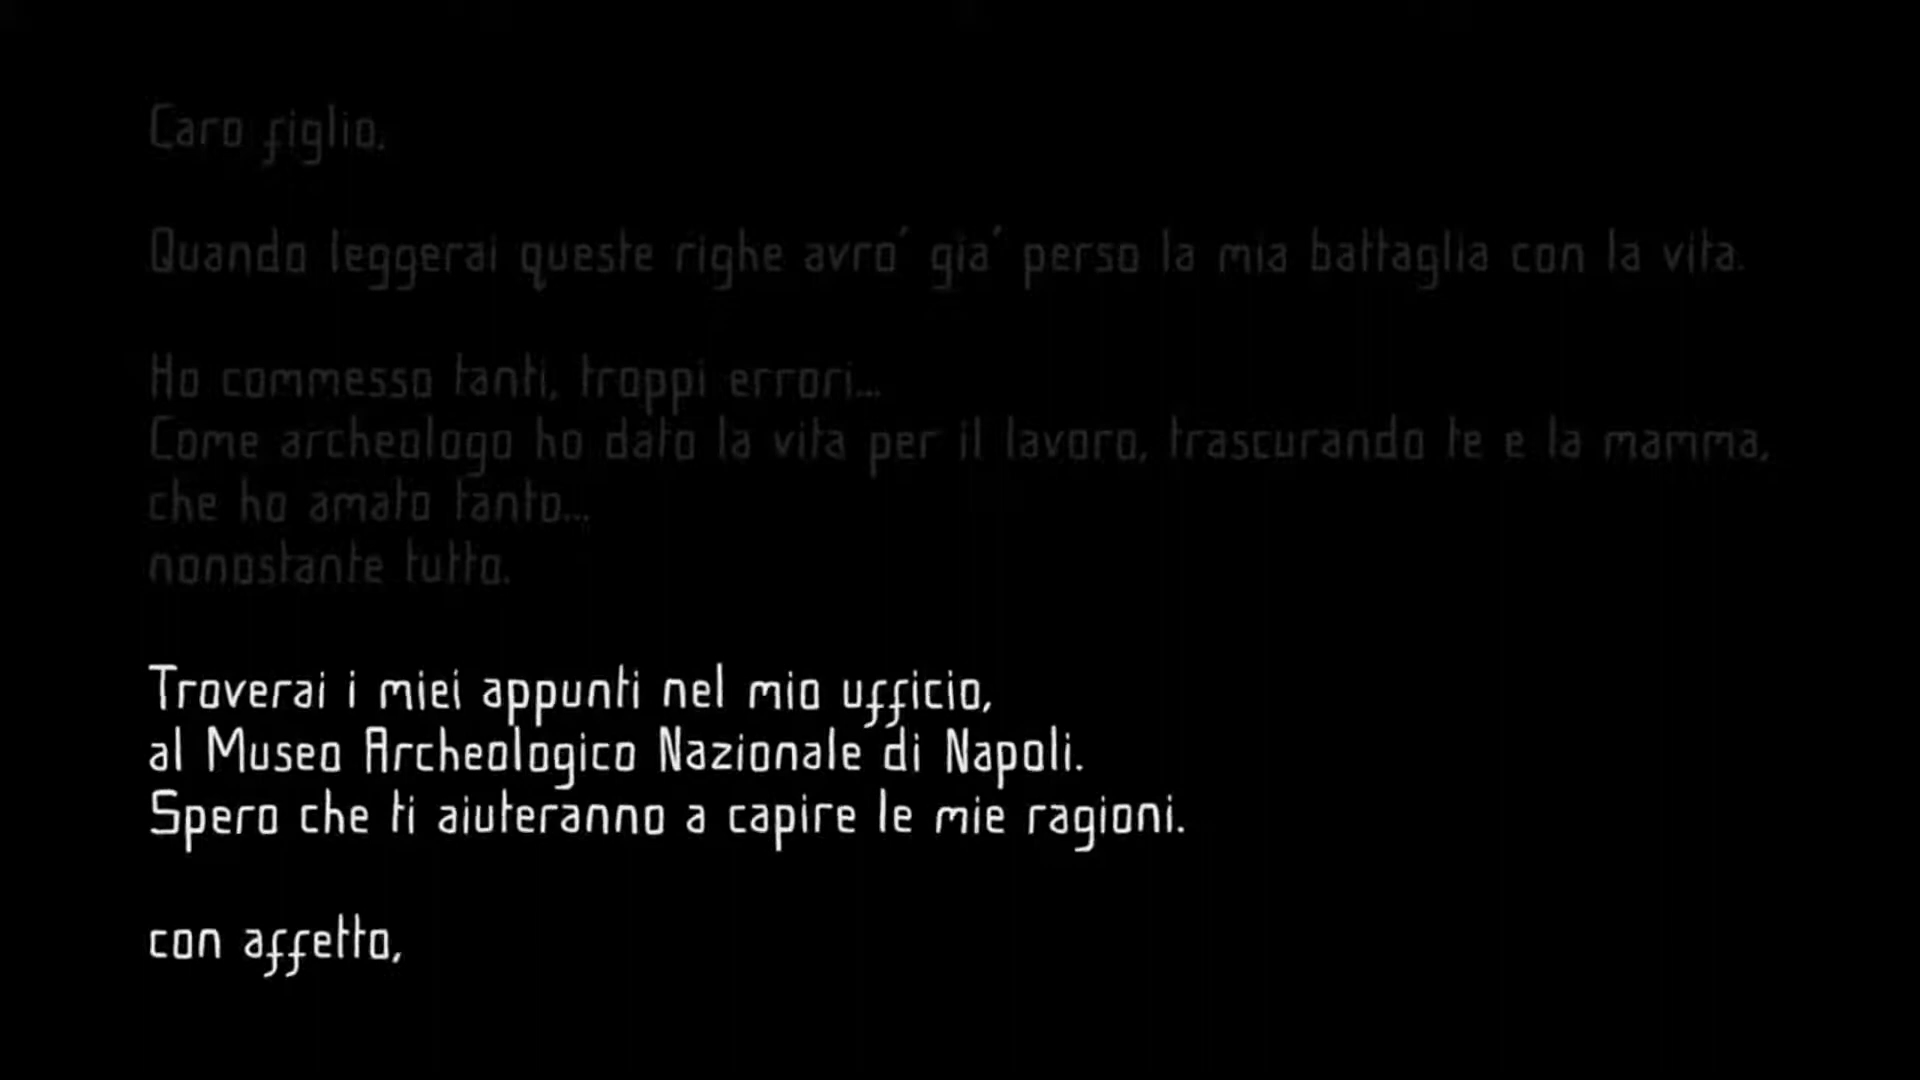 Caro figlio,
Quando leggerai queste righe avro' gia' perso la mia battaglia con la vita.
Ho commesso tanti, troppi errori...
Come archeologo ho dato la vita per il lavoro, trascurando te e la mamma,
che ho amato tanto...
nonostante tutto.
Troverai i miei appunti nel mio ufficio,
al Museo Archeologico Nazionale di Napoli.
Spero che ti aiuteranno a capire le mie ragioni.
con affetto,